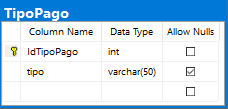 TipoPago
Column Name Data Type Allow Nulls
IdTipoPago int
tipo varchar(50)